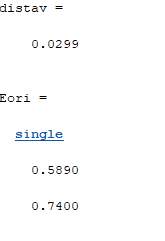 distav =
0.0299
Eori =
single
0.5890
0.7400